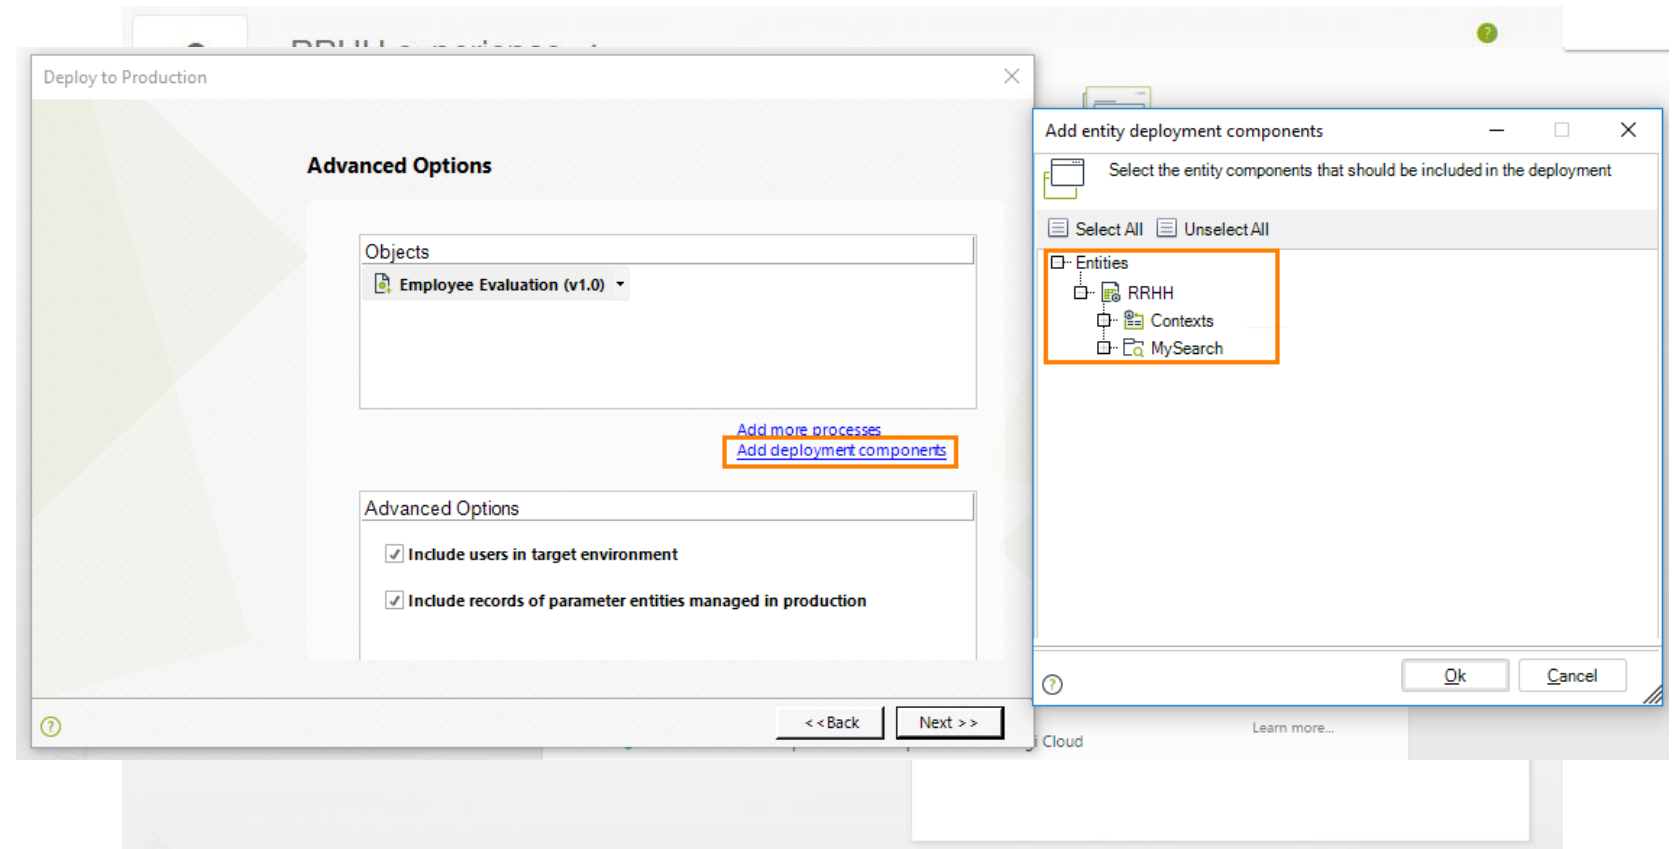 Deploy to Production
Advanced Options
Objects
Employee Evaluation (v1.0)
Add more processes
Add deployment components
Advanced Options
Include users in target environment
Include records of parameter entities managed in production
<<Back
Next >>
Add entity deployment components
Select the entity components that should be included in the deployment
Select All
Unselect All
Entities
RRHH
Contexts
MySearch
Ok
Cancel
Learn more...
Cloud